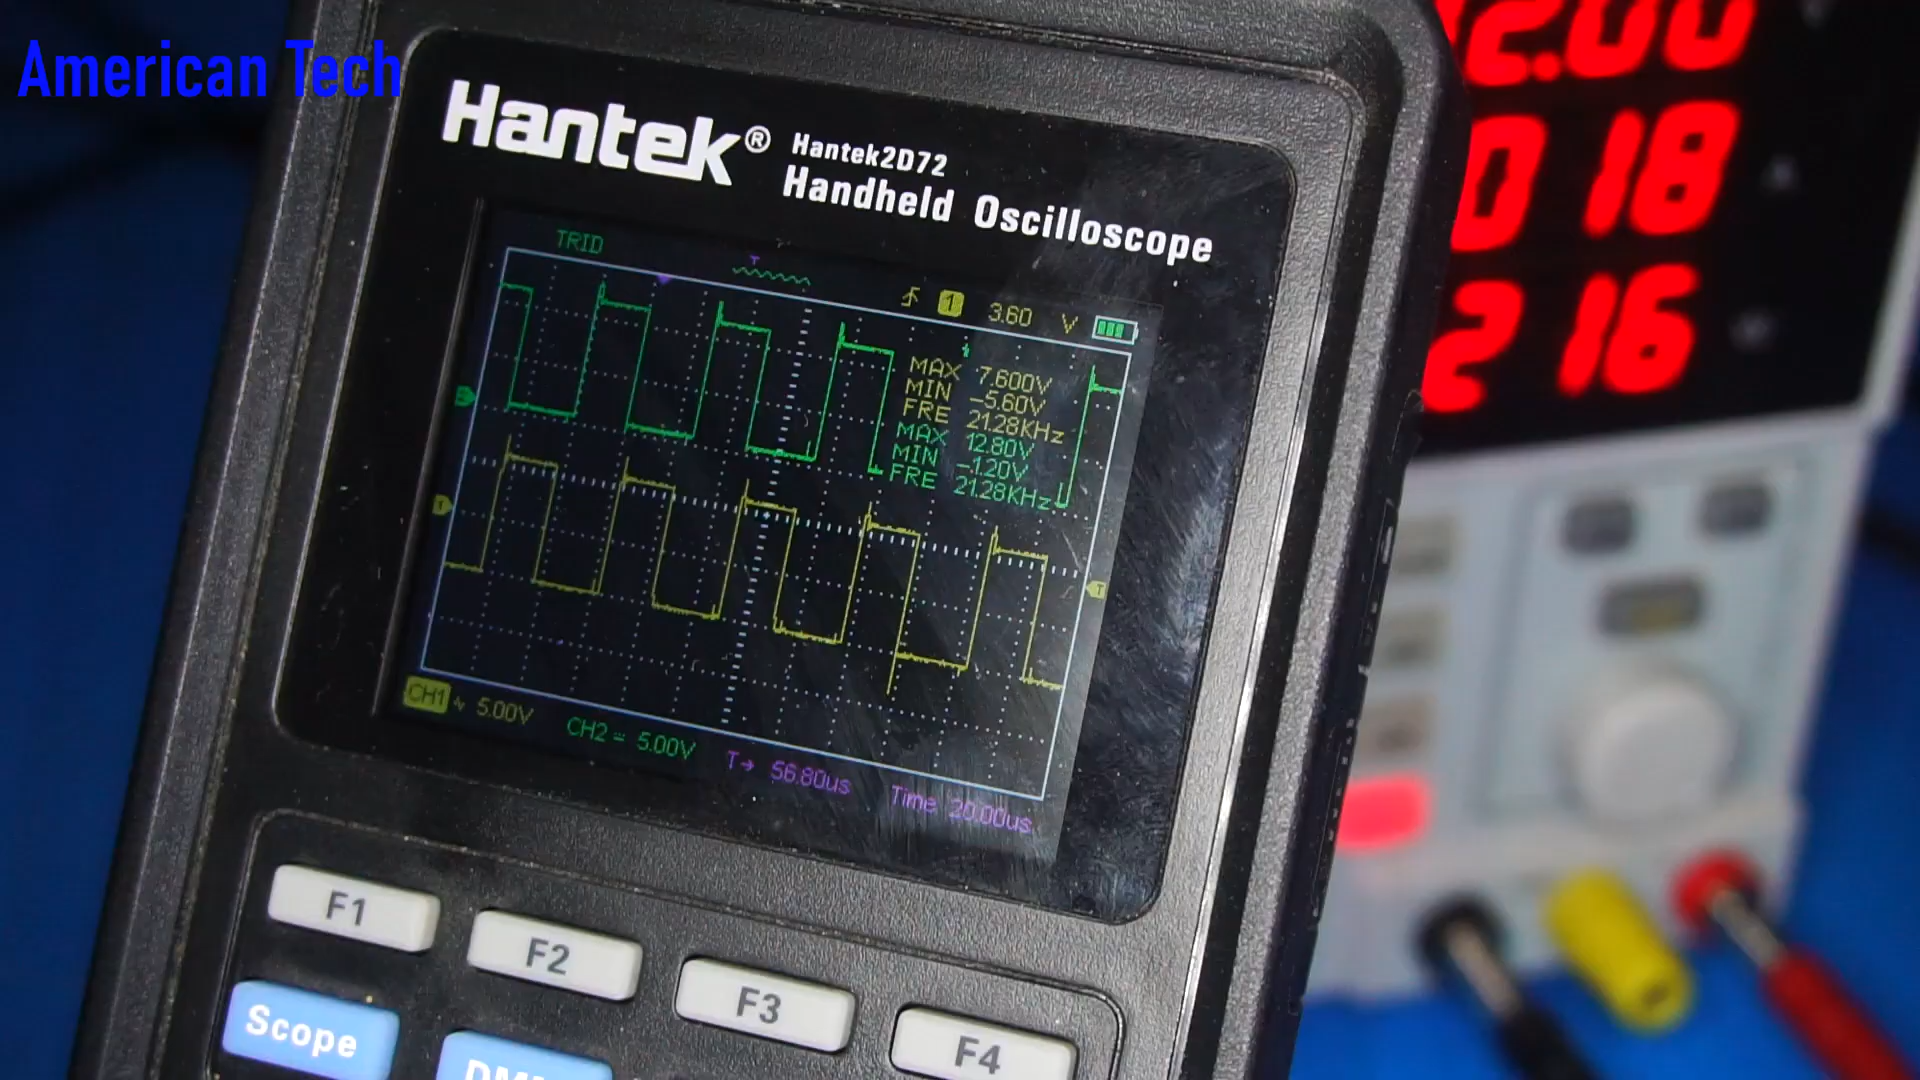 American Tech
Hantek®
Hantek2D72
Handheld Oscilloscope
TRID
T
1 3.60 V
MAX 7.600V
MIN -5.60V
FRE 21.28KHz
MAX 12.80V
MIN -1.20V
FRE 21.28KHz
T
CH1 5.00V
CH2 = 5.00V
T→ 56.80us
Time 20.00us
F1
F2
F3
F4
Scope
12.00
0 18
2 16